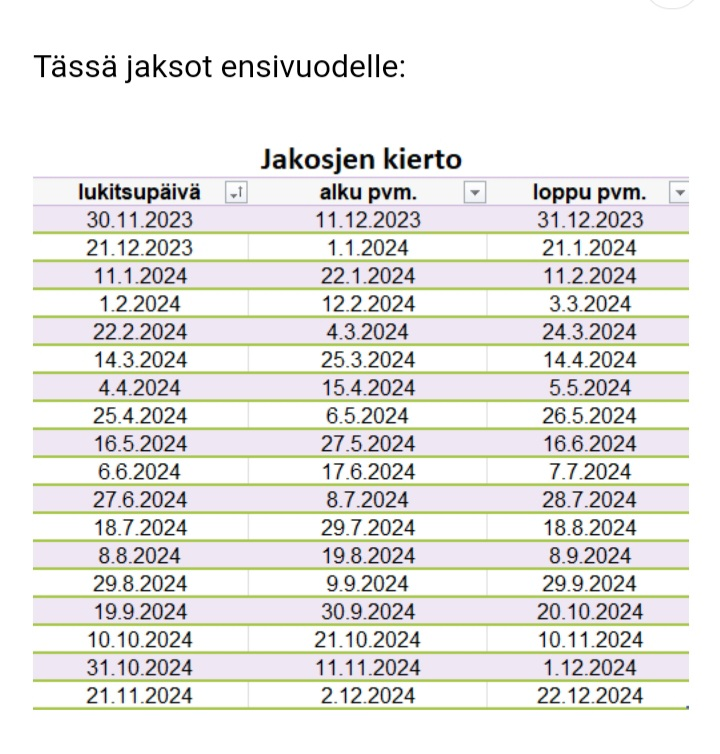 Tässä jaksot ensivuodelle:
Jakosjen kierto
lukitsupäivä alku pvm. loppu pvm.
30.11.2023 11.12.2023 31.12.2023
21.12.2023 1.1.2024 21.1.2024
11.1.2024 22.1.2024 11.2.2024
1.2.2024 12.2.2024 3.3.2024
22.2.2024 4.3.2024 24.3.2024
14.3.2024 25.3.2024 14.4.2024
4.4.2024 15.4.2024 5.5.2024
25.4.2024 6.5.2024 26.5.2024
16.5.2024 27.5.2024 16.6.2024
6.6.2024 17.6.2024 7.7.2024
27.6.2024 8.7.2024 28.7.2024
18.7.2024 29.7.2024 18.8.2024
8.8.2024 19.8.2024 8.9.2024
29.8.2024 9.9.2024 29.9.2024
19.9.2024 30.9.2024 20.10.2024
10.10.2024 21.10.2024 10.11.2024
31.10.2024 11.11.2024 1.12.2024
21.11.2024 2.12.2024 22.12.2024